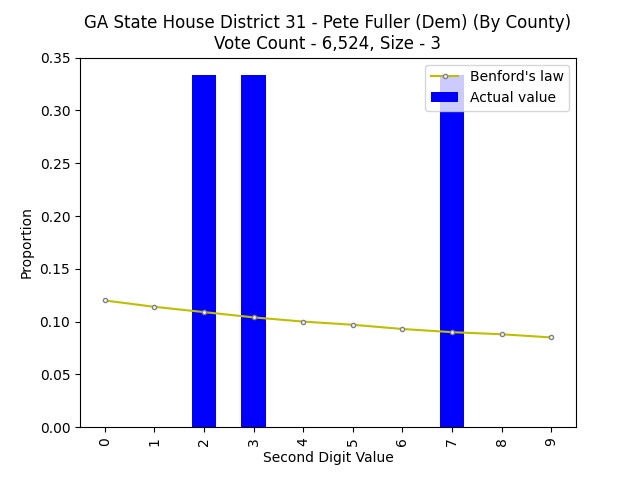 GA State House District 31 - Pete Fuller (Dem) (By County)
Vote Count - 6,524, Size - 3
Benford's law
Actual value
0.35
0.30
0.25
0.20
0.15
0.10
0.05
0.00
Proportion
0 1 2 3 4 5 6 7 8 9
Second Digit Value